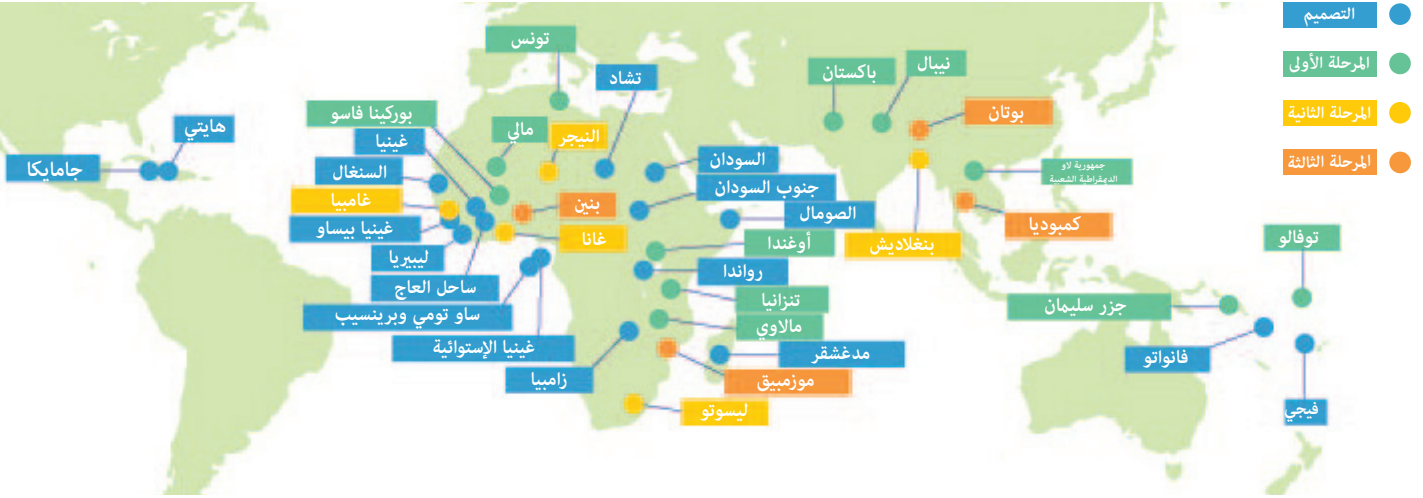 التصميم
المرحلة الأولى
المرحلة الثانية
المرحلة الثالثة
تونس
تشاد
باكستان
نيبال
بوركينا فاسو
مالي
النيجر
بوتان
هايتي
غينيا
جامايكا
السنغال
السودان
جمهورية لاو
الديمقراطية الشعبية
جنوب السودان
غامبيا
بنين
الصومال
كمبوديا
غينيا بيساو
غانا
أوغندا
بنغلاديش
توفالو
ليبيريا
رواندا
ساحل العاج
تنزانيا
جزر سليمان
ساو تومي وبرينسيب
مالاوي
غينيا الإستوائية
مدغشقر
فانواتو
زامبيا
موزمبيق
ليسوتو
فيجي